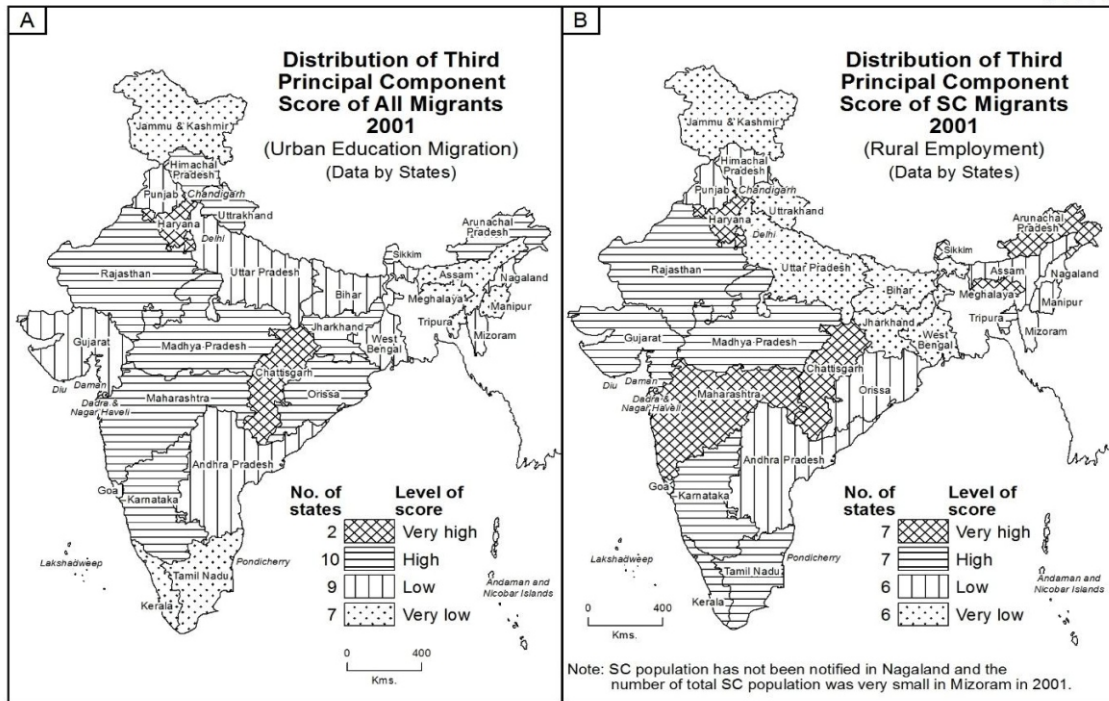 A
Distribution of Third
Principal Component
Score of All Migrants
2001
(Urban Education Migration)
(Data by States)
Jammu & Kashmir
Himachal
Pradesh
Punjab
Chandigarh
Uttrakhand
Haryana
Delhi
Arunachal
Pradesh
Sikkim
Rajasthan
Uttar Pradesh
Assam
Nagaland
Bihar
Meghalaya
Manipur
Jharkhand
Tripura
Mizoram
Gujarat
Madhya Pradesh
West
Bengal
Chattisgarh
Diu
Daman
Dadra &
Nagar Haveli
Maharashtra
Orissa
Andhra Pradesh
Goa
Karnataka
Lakshadweep
Tamil Nadu
Pondicherry
Kerala
Andaman and
Nicobar Islands
No. of Level of
states score
2 Very high
10 High
9 Low
7 Very low
0 400
Kms.
B
Distribution of Third
Principal Component
Score of SC Migrants
2001
(Rural Employment)
(Data by States)
Jammu & Kashmir
Himachal
Pradesh
Punjab
Chandigarh
Uttrakhand
Haryana
Delhi
Arunachal
Pradesh
Sikkim
Rajasthan
Uttar Pradesh
Assam
Nagaland
Bihar
Meghalaya
Manipur
Jharkhand
Tripura
Mizoram
Gujarat
Madhya Pradesh
West
Bengal
Chattisgarh
Diu
Daman
Dadra &
Nagar Haveli
Maharashtra
Orissa
Andhra Pradesh
Goa
Karnataka
Lakshadweep
Tamil Nadu
Pondicherry
Kerala
Andaman and
Nicobar Islands
No. of Level of
states score
7 Very high
7 High
6 Low
6 Very low
0 400
Kms.
Note: SC population has not been notified in Nagaland and the
number of total SC population was very small in Mizoram in 2001.